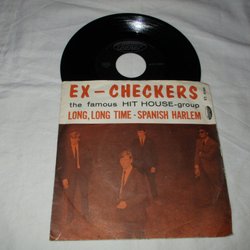 EX-CHECKERS
the famous HIT HOUSE-group
LONG, LONG TIME · SPANISH HARLEM